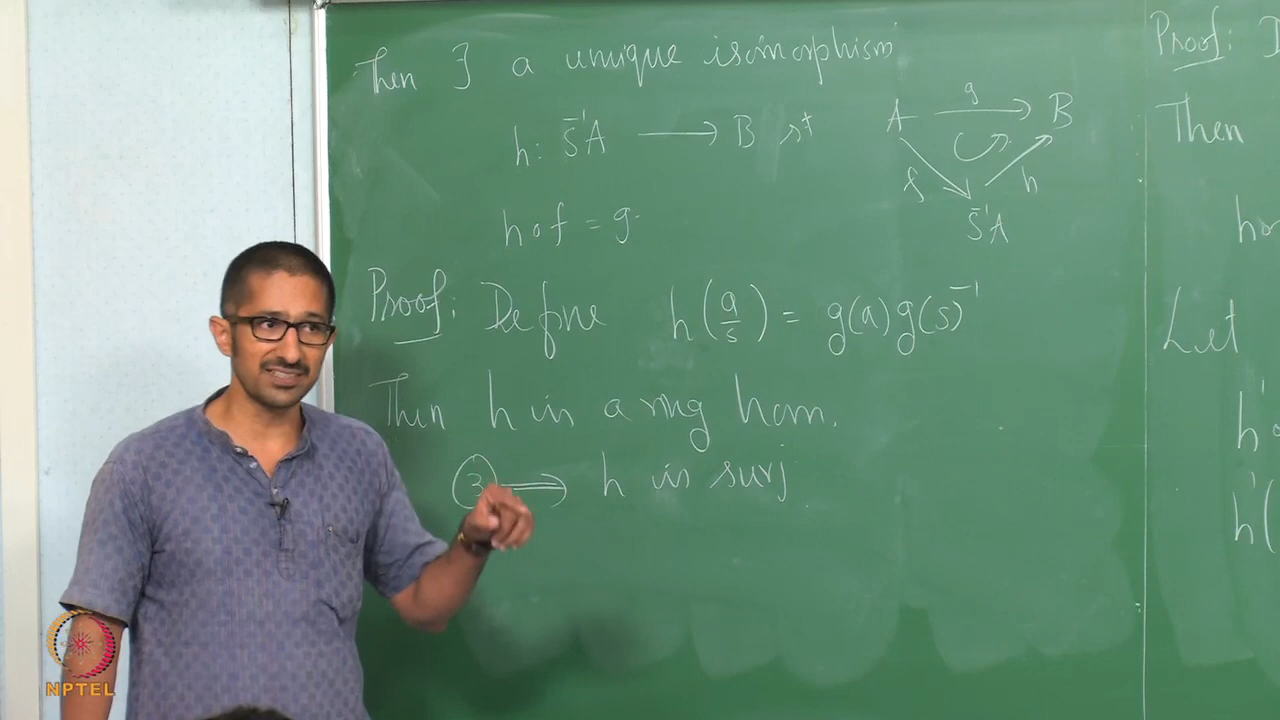 Then ∃ a unique isomorphism
h: S⁻¹A ⟶ B st
h o f = g.
A g B
f h
S⁻¹A
Proof: Define h(a/s) = g(a)g(s)⁻¹
Then h is a ring hom.
③ ⟹ h is surj
Proof:
Then
Let
h'
h'(
NPTEL